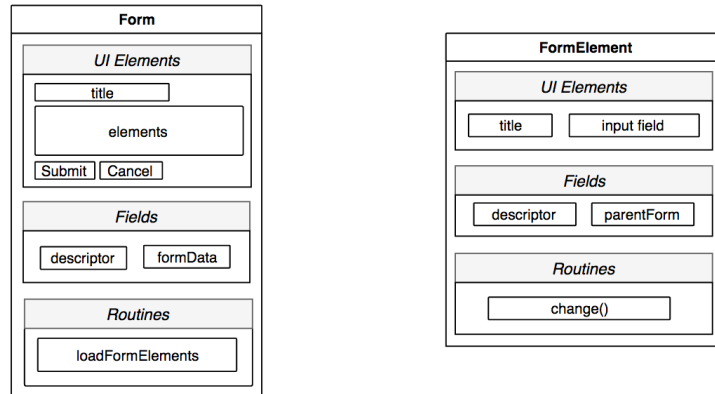 Form
UI Elements
title
elements
Submit Cancel
Fields
descriptor formData
Routines
loadFormElements
FormElement
UI Elements
title input field
Fields
descriptor parentForm
Routines
change()